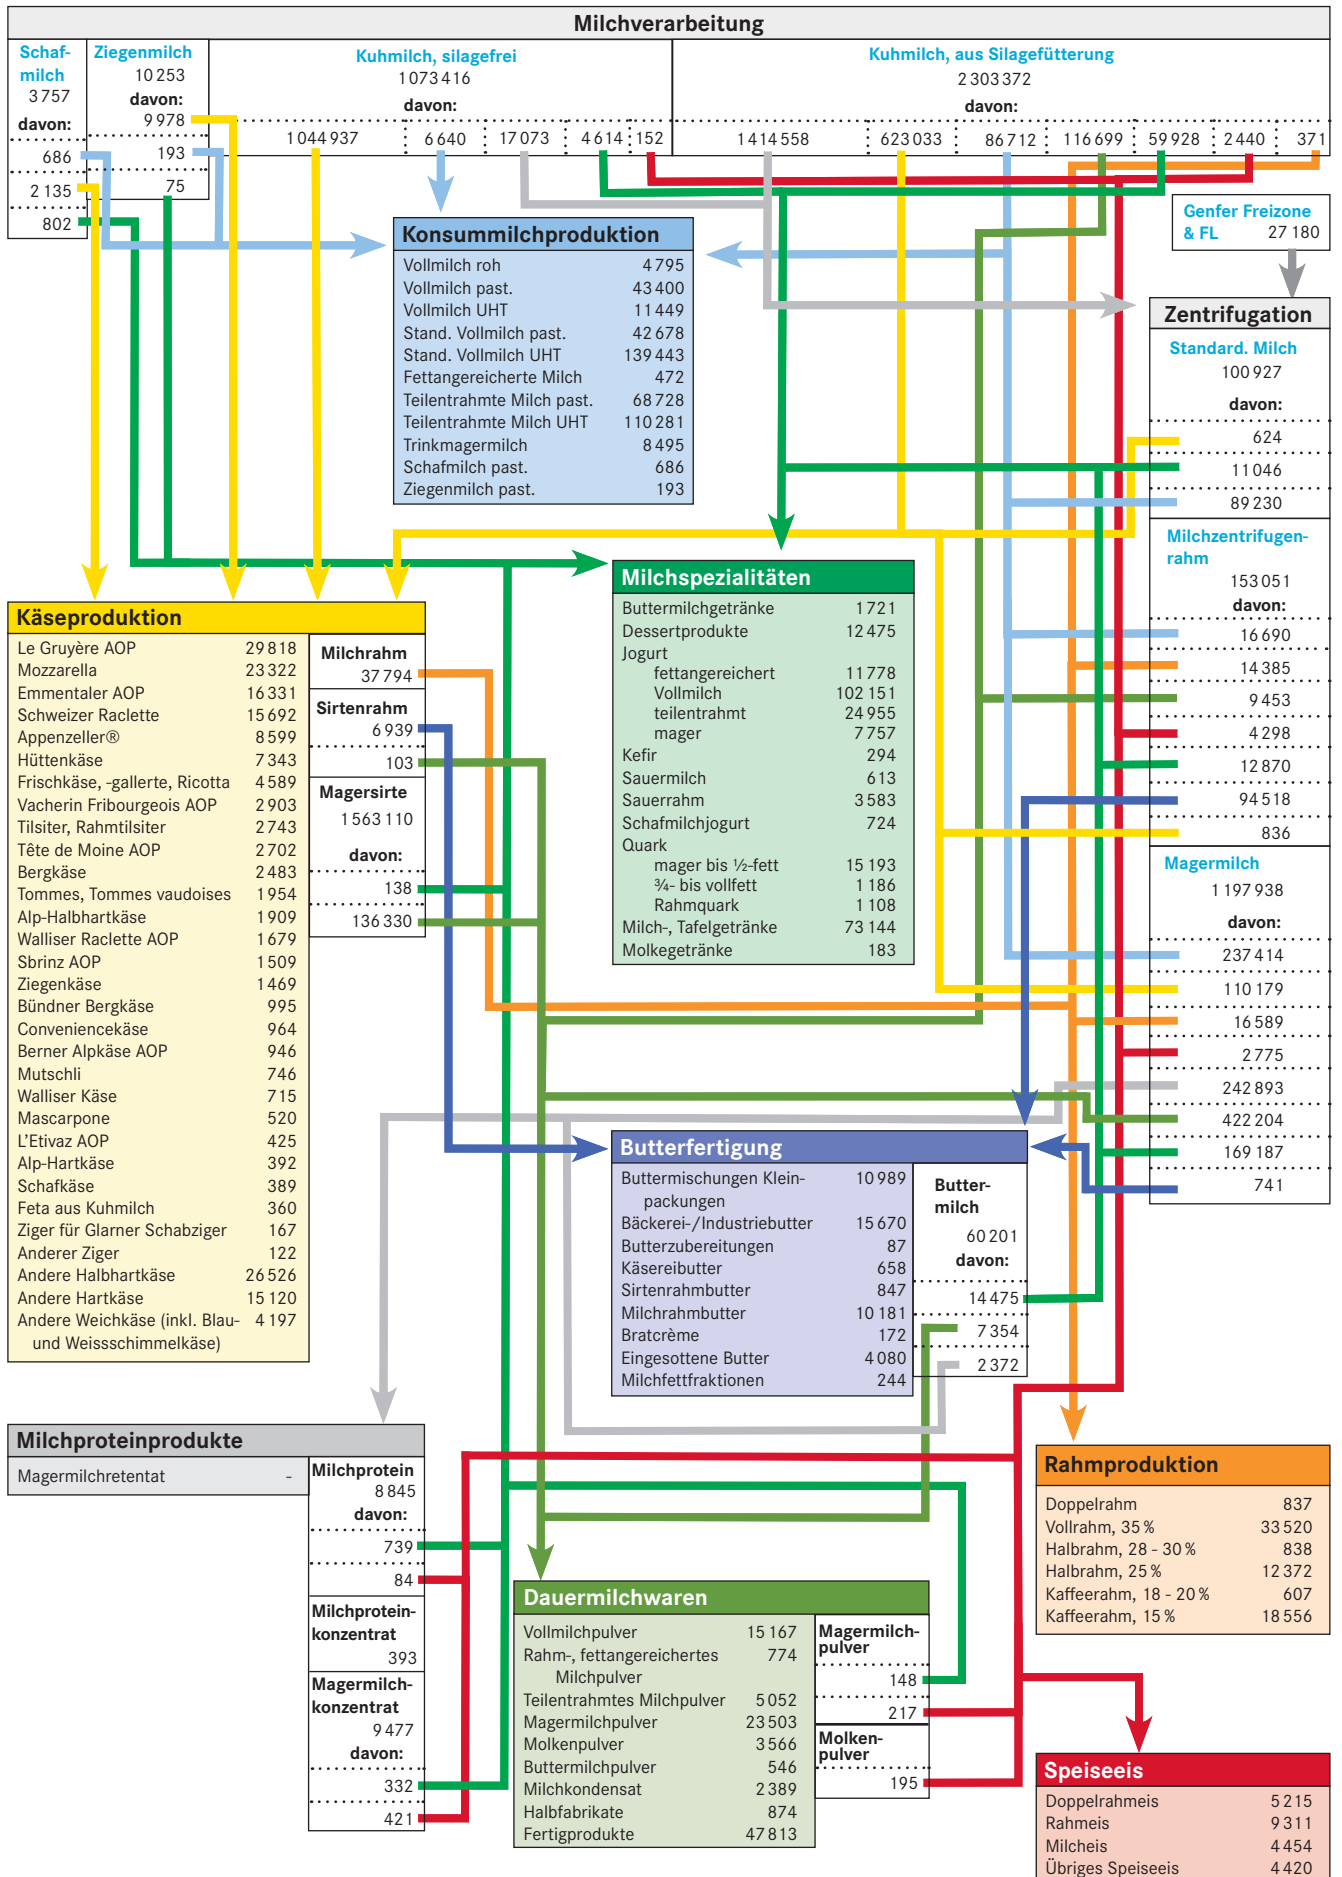 Milchverarbeitung
Schaf-
milch
3 757
davon:
686
2 135
802
Ziegenmilch
10 253
davon:
9 978
193
75
Kuhmilch, silagefrei
1 073 416
davon:
1 044 937 6 640 17 073 4 614 152
Kuhmilch, aus Silagefütterung
2 303 372
davon:
1 414 558 623 033 86 712 116 699 59 928 2 440 371
Genfer Freizone
& FL 27 180
Konsummilchproduktion
Vollmilch roh 4 795
Vollmilch past. 43 400
Vollmilch UHT 11 449
Stand. Vollmilch past. 42 678
Stand. Vollmilch UHT 139 443
Fettangereicherte Milch 472
Teilentrahmte Milch past. 68 728
Teilentrahmte Milch UHT 110 281
Trinkmagermilch 8 495
Schafmilch past. 686
Ziegenmilch past. 193
Zentrifugation
Standard. Milch
100 927
davon:
624
11 046
89 230
Milchzentrifugen-
rahm
153 051
davon:
16 690
14 385
9 453
4 298
12 870
94 518
836
Magermilch
1 197 938
davon:
237 414
110 179
16 589
2 775
242 893
422 204
169 187
741
Milchspezialitäten
Buttermilchgetränke 1 721
Dessertprodukte 12 475
Jogurt
fettangereichert 11 778
Vollmilch 102 151
teilentrahmt 24 955
mager 7 757
Kefir 294
Sauermilch 613
Sauerrahm 3 583
Schafmilchjogurt 724
Quark
mager bis ½-fett 15 193
¾- bis vollfett 1 186
Rahmquark 1 108
Milch-, Tafelgetränke 73 144
Molkegetränke 183
Käseproduktion
Le Gruyère AOP 29 818
Mozzarella 23 322
Emmentaler AOP 16 331
Schweizer Raclette 15 692
Appenzeller® 8 599
Hüttenkäse 7 343
Frischkäse, -gallerte, Ricotta 4 589
Vacherin Fribourgeois AOP 2 903
Tilsiter, Rahmtilsiter 2 743
Tête de Moine AOP 2 702
Bergkäse 2 483
Tommes, Tommes vaudoises 1 954
Alp-Halbhartkäse 1 909
Walliser Raclette AOP 1 679
Sbrinz AOP 1 509
Ziegenkäse 1 469
Bündner Bergkäse 995
Conveniencekäse 964
Berner Alpkäse AOP 946
Mutschli 746
Walliser Käse 715
Mascarpone 520
L'Etivaz AOP 425
Alp-Hartkäse 392
Schafkäse 389
Feta aus Kuhmilch 360
Ziger für Glarner Schabziger 167
Anderer Ziger 122
Andere Halbhartkäse 26 526
Andere Hartkäse 15 120
Andere Weichkäse (inkl. Blau- 4 197
und Weissschimmelkäse)
Milchrahm
37 794
Sirtenrahm
6 939
103
Magersirte
1 563 110
davon:
138
136 330
Butterfertigung
Buttermischungen Klein- 10 989
packungen
Bäckerei-/Industriebutter 15 670
Butterzubereitungen 87
Käsereibutter 658
Sirtenrahmbutter 847
Milchrahmbutter 10 181
Bratcrème 172
Eingesottene Butter 4 080
Milchfettfraktionen 244
Butter-
milch
60 201
davon:
14 475
7 354
2 372
Milchproteinprodukte
Magermilchretentat -
Milchprotein
8 845
davon:
739
84
Milchprotein-
konzentrat
393
Magermilch-
konzentrat
9 477
davon:
332
421
Rahmproduktion
Doppelrahm 837
Vollrahm, 35 % 33 520
Halbrahm, 28 - 30 % 838
Halbrahm, 25 % 12 372
Kaffeerahm, 18 - 20 % 607
Kaffeerahm, 15 % 18 556
Dauermilchwaren
Vollmilchpulver 15 167
Rahm-, fettangereichertes 774
Milchpulver
Teilentrahmtes Milchpulver 5 052
Magermilchpulver 23 503
Molkenpulver 3 566
Buttermilchpulver 546
Milchkondensat 2 389
Halbfabrikate 874
Fertigprodukte 47 813
Magermilch-
pulver
148
217
Molken-
pulver
195
Speiseeis
Doppelrahmeis 5 215
Rahmeis 9 311
Milcheis 4 454
Übriges Speiseeis 4 420